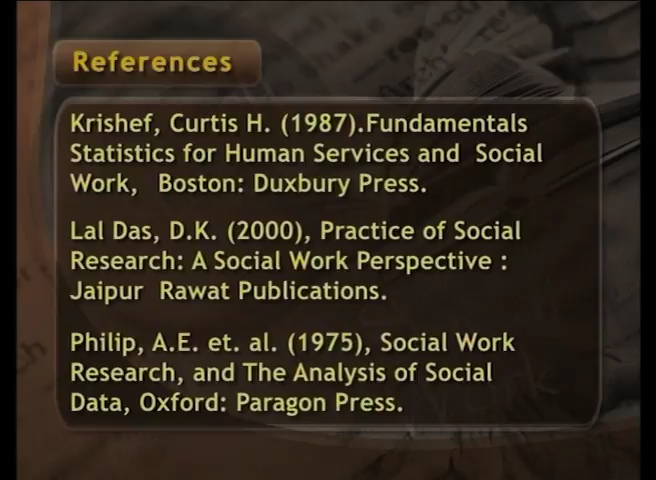 References
Krishef, Curtis H. (1987).Fundamentals
Statistics for Human Services and Social
Work, Boston: Duxbury Press.
Lal Das, D.K. (2000), Practice of Social
Research: A Social Work Perspective :
Jaipur Rawat Publications.
Philip, A.E. et. al. (1975), Social Work
Research, and The Analysis of Social
Data, Oxford: Paragon Press.